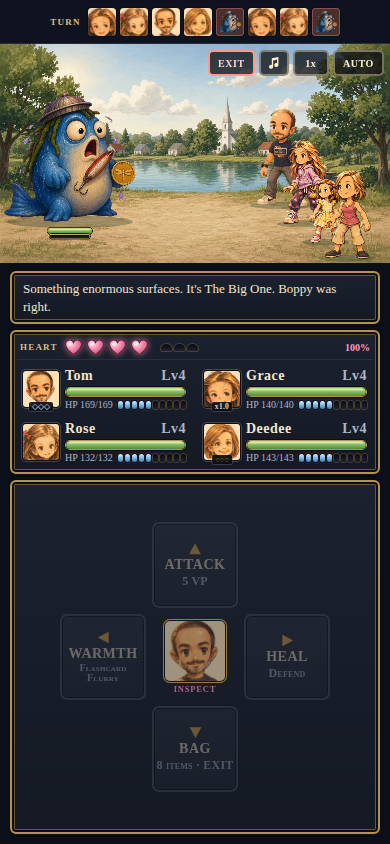 TURN
EXIT
1x
AUTO
Something enormous surfaces. It's The Big One. Boppy was
right.
HEART
100%
Tom Lv4
HP 169/169
Grace Lv4
x1.0
HP 140/140
Rose Lv4
HP 132/132
Deedee Lv4
HP 143/143
ATTACK
5 VP
WARMTH
Flashcard
Flurry
INSPECT
HEAL
Defend
BAG
8 items · EXIT